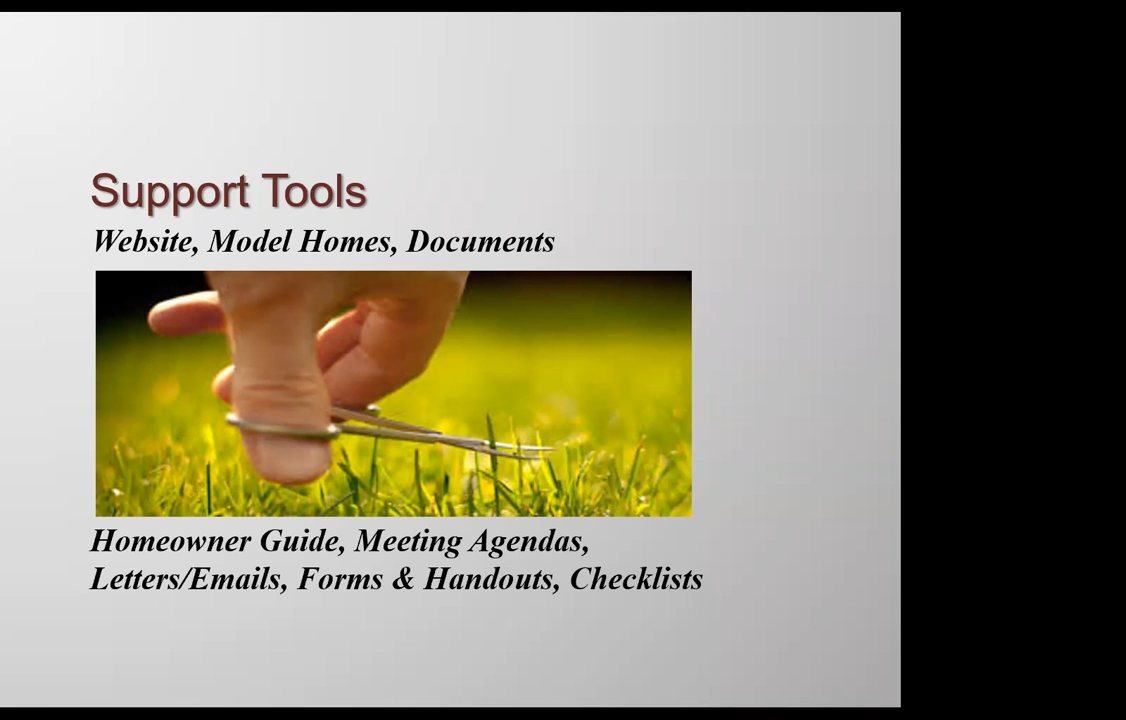 Support Tools
Website, Model Homes, Documents
Homeowner Guide, Meeting Agendas,
Letters/Emails, Forms & Handouts, Checklists